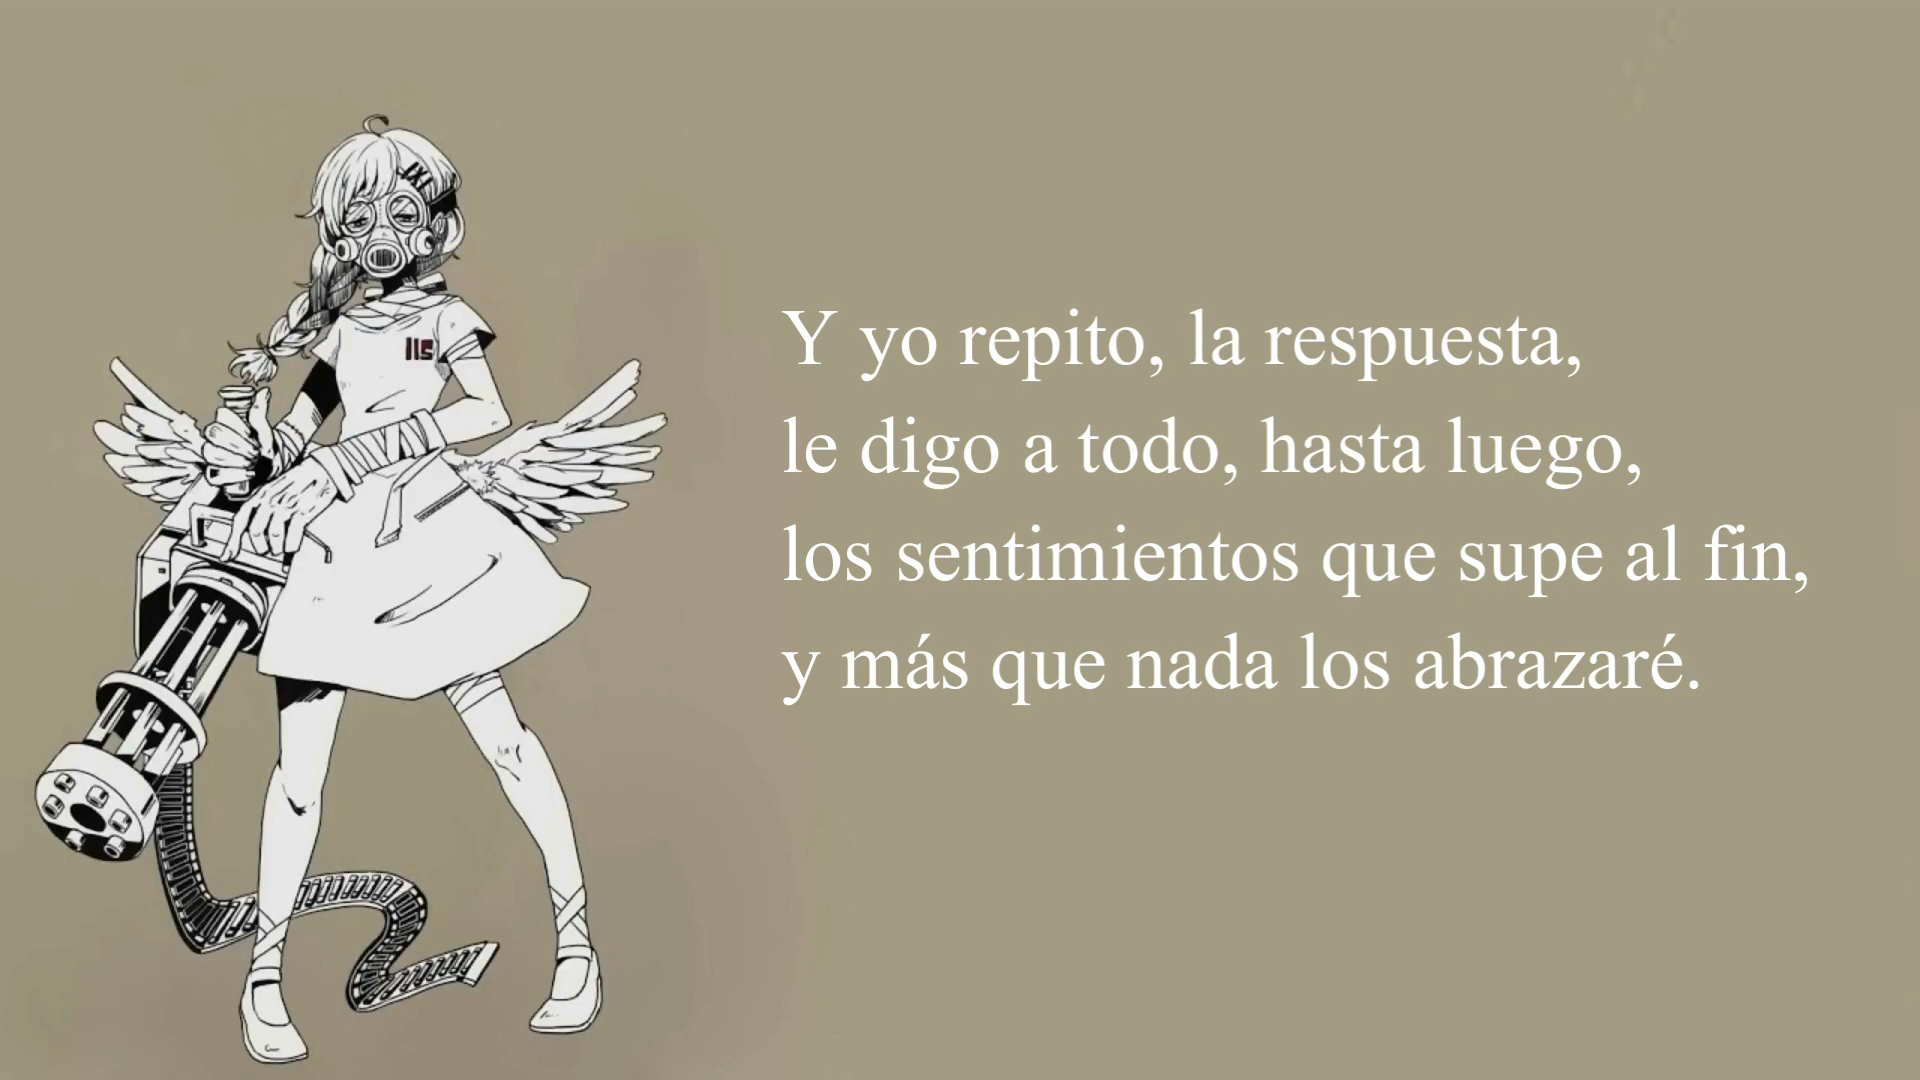 115
Y yo repito, la respuesta,
le digo a todo, hasta luego,
los sentimientos que supe al fin,
y más que nada los abrazaré.